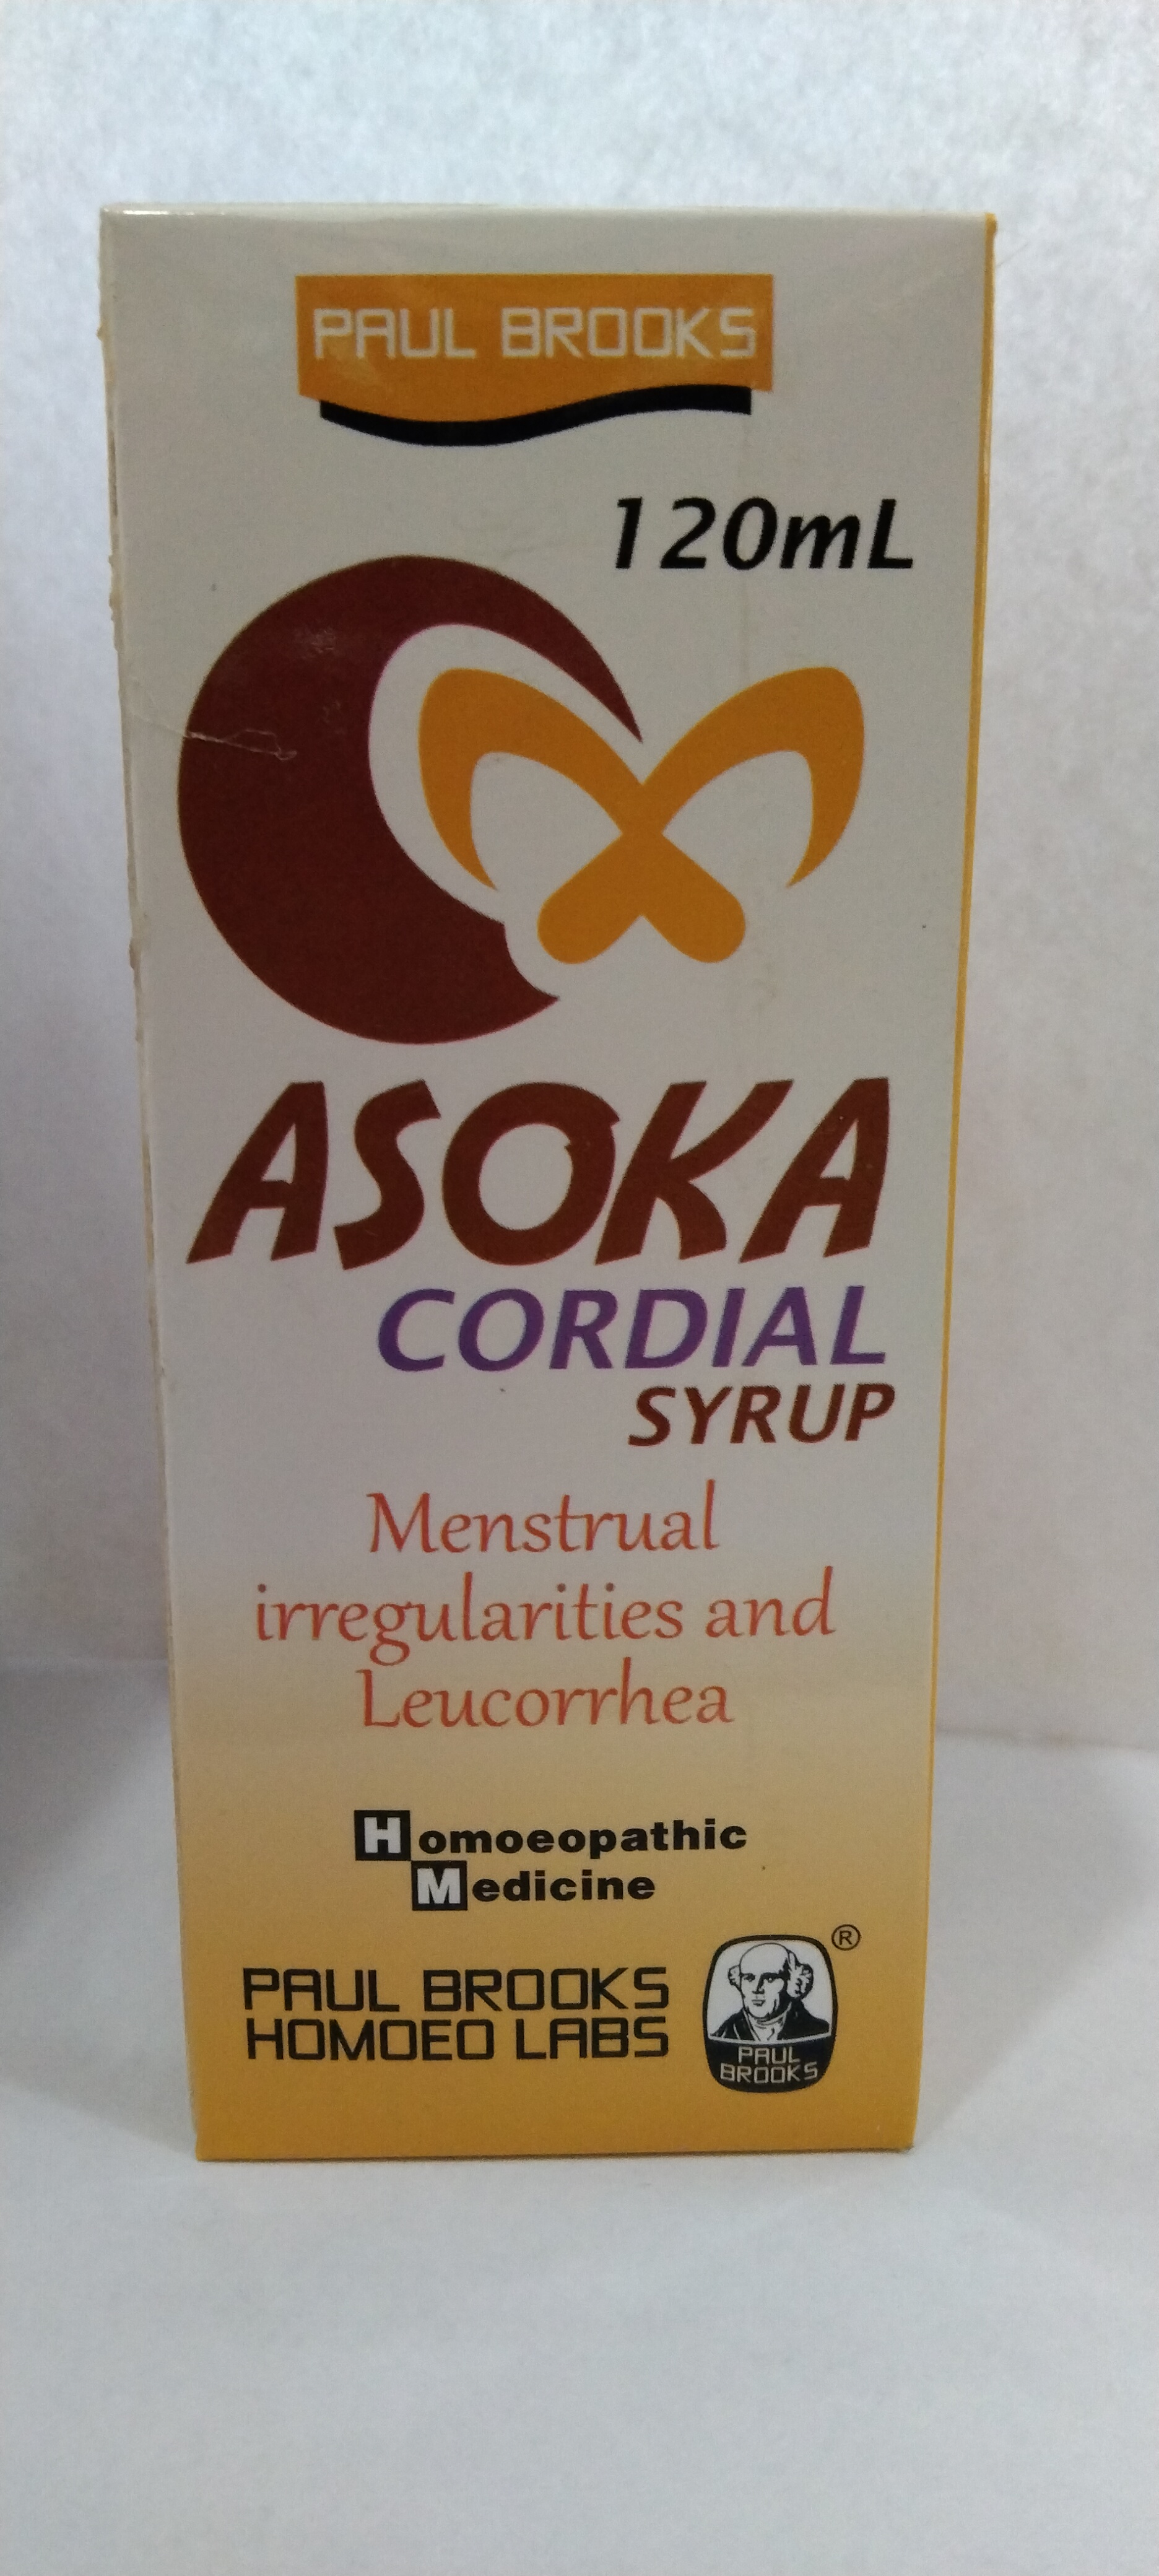 PAUL BROOKS
120mL
ASOKA
CORDIAL
SYRUP
Menstrual
irregularities and
Leucorrhea
Homoeopathic
Medicine
PAUL BROOKS
HOMOEO LABS
®
PAUL
BROOKS